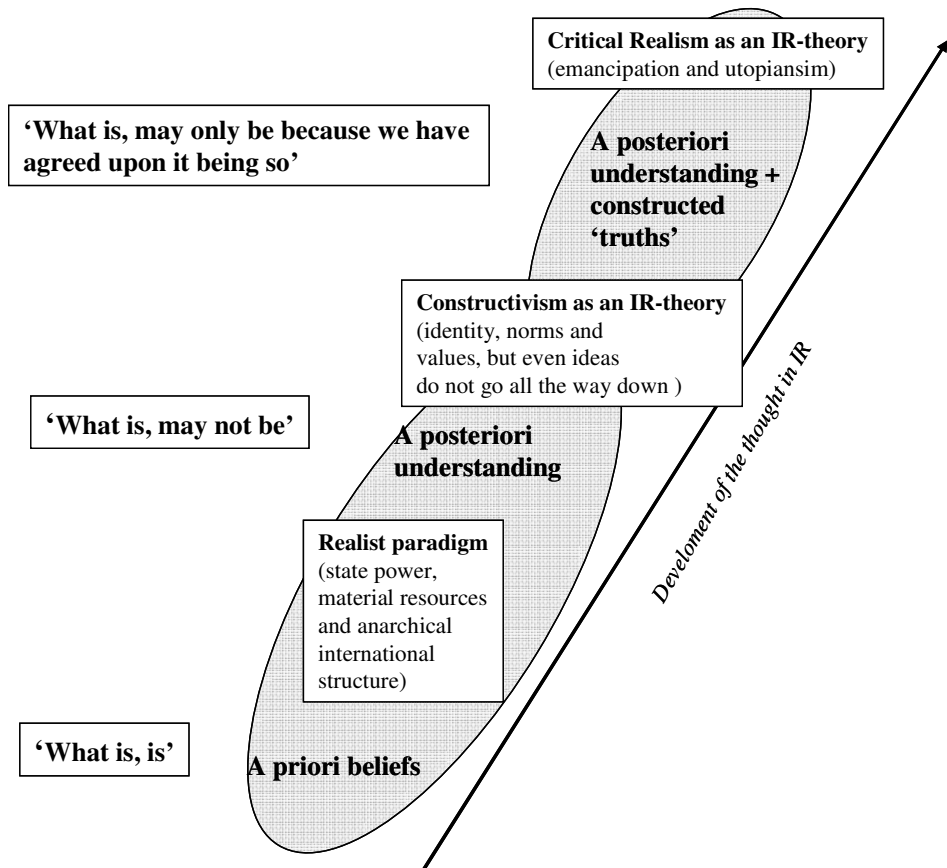 Critical Realism as an IR-theory
(emancipation and utopiansim)
‘What is, may only be because we have
agreed upon it being so’
A posteriori
understanding +
constructed
‘truths’
Constructivism as an IR-theory
(identity, norms and
values, but even ideas
do not go all the way down )
‘What is, may not be’
A posteriori
understanding
Develoment of the thought in IR
Realist paradigm
(state power,
material resources
and anarchical
international
structure)
‘What is, is’
A priori beliefs